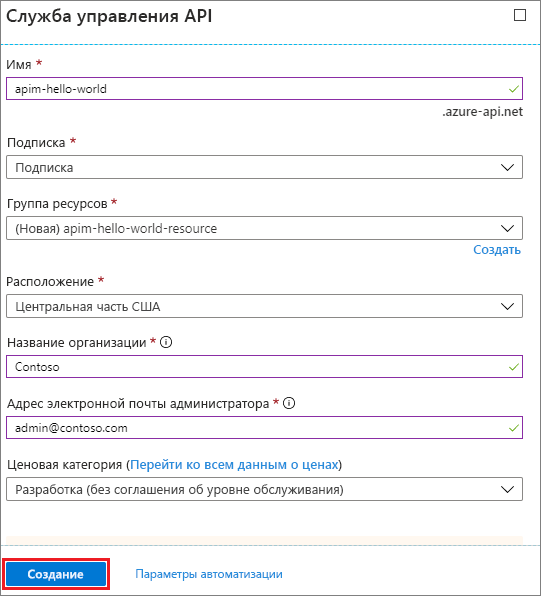 Служба управления API
Имя *
apim-hello-world
.azure-api.net
Подписка *
Подписка
Группа ресурсов *
(Новая) apim-hello-world-resource
Создать
Расположение *
Центральная часть США
Название организации *
Contoso
Адрес электронной почты администратора *
admin@contoso.com
Ценовая категория (Перейти ко всем данным о ценах)
Разработка (без соглашения об уровне обслуживания)
Создание Параметры автоматизации